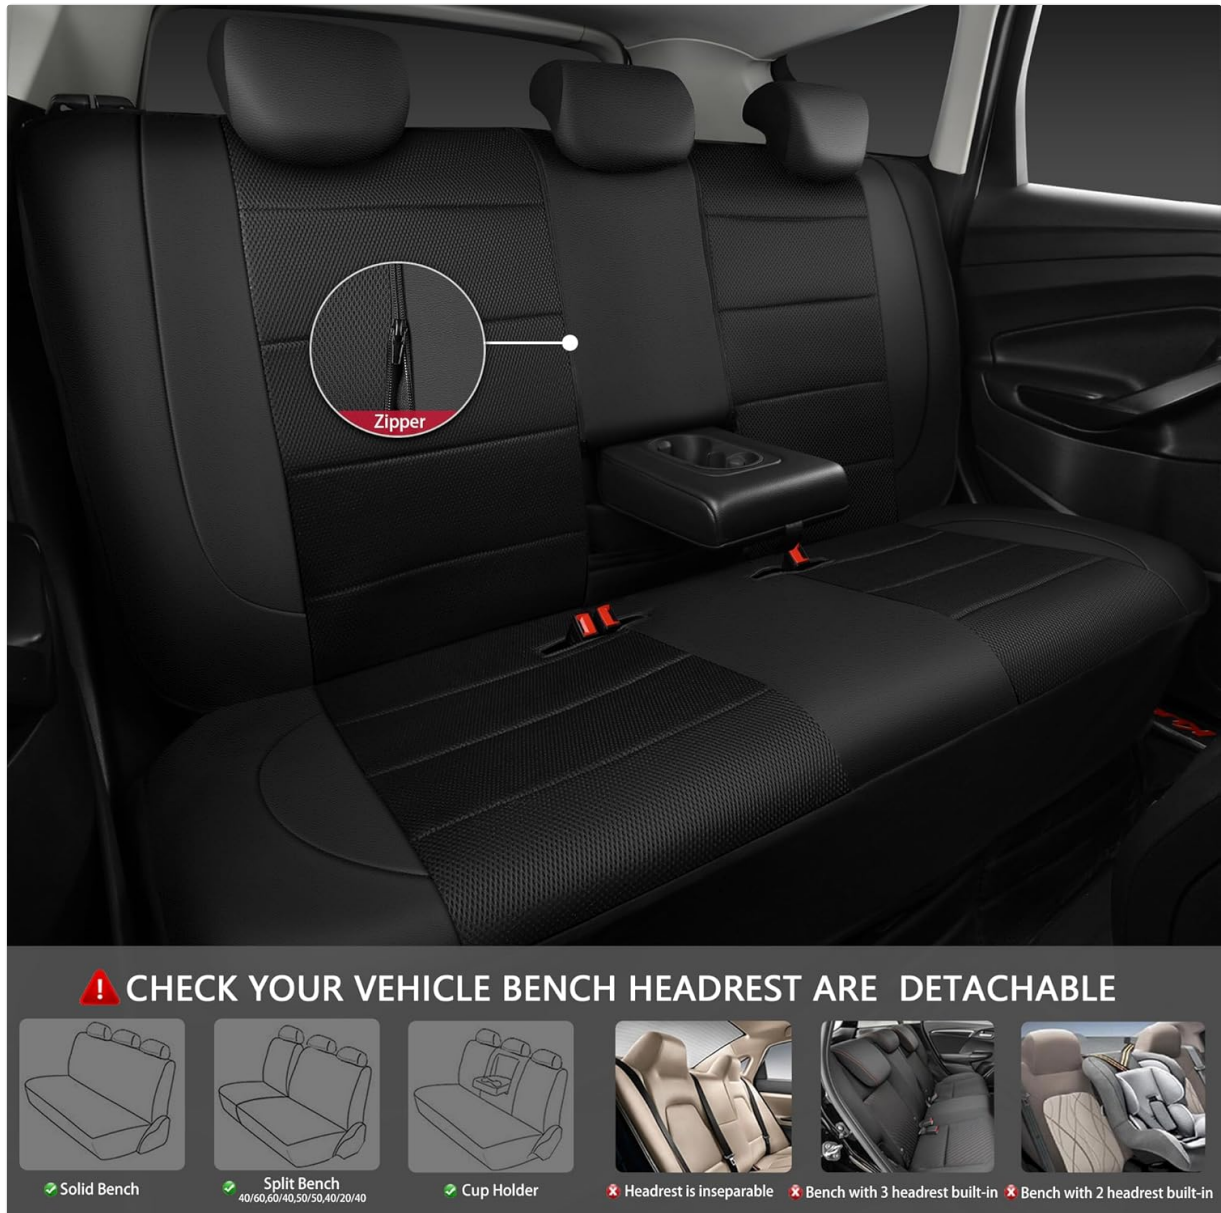 Zipper
CHECK YOUR VEHICLE BENCH HEADREST ARE DETACHABLE
Solid Bench
Split Bench
40/60,60/40,50/50,40/20/40
Cup Holder
Headrest is inseparable
Bench with 3 headrest built-in
Bench with 2 headrest built-in